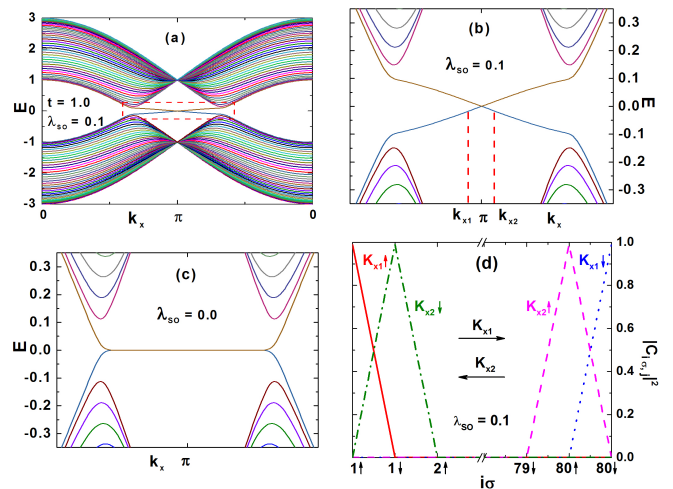 3
2
1
0
-1
-2
-3
E
(a)
t = 1.0
λso = 0.1
0
kx
π
0
(b)
λso = 0.1
0.3
0.2
0.1
0.0
-0.1
-0.2
-0.3
E
kx1
π
kx2
kx
0.3
0.2
0.1
0.0
-0.1
-0.2
-0.3
E
(c)
λso = 0.0
kx
π
Kx1↑
(d)
Kx1↓
Kx2↓
Kx2↑
Kx1
Kx2
λso = 0.1
1.0
0.8
0.6
0.4
0.2
0.0
|Ciσ,j|²
1↑
1↓
2↑
79↓
80↑
80↓
iσ